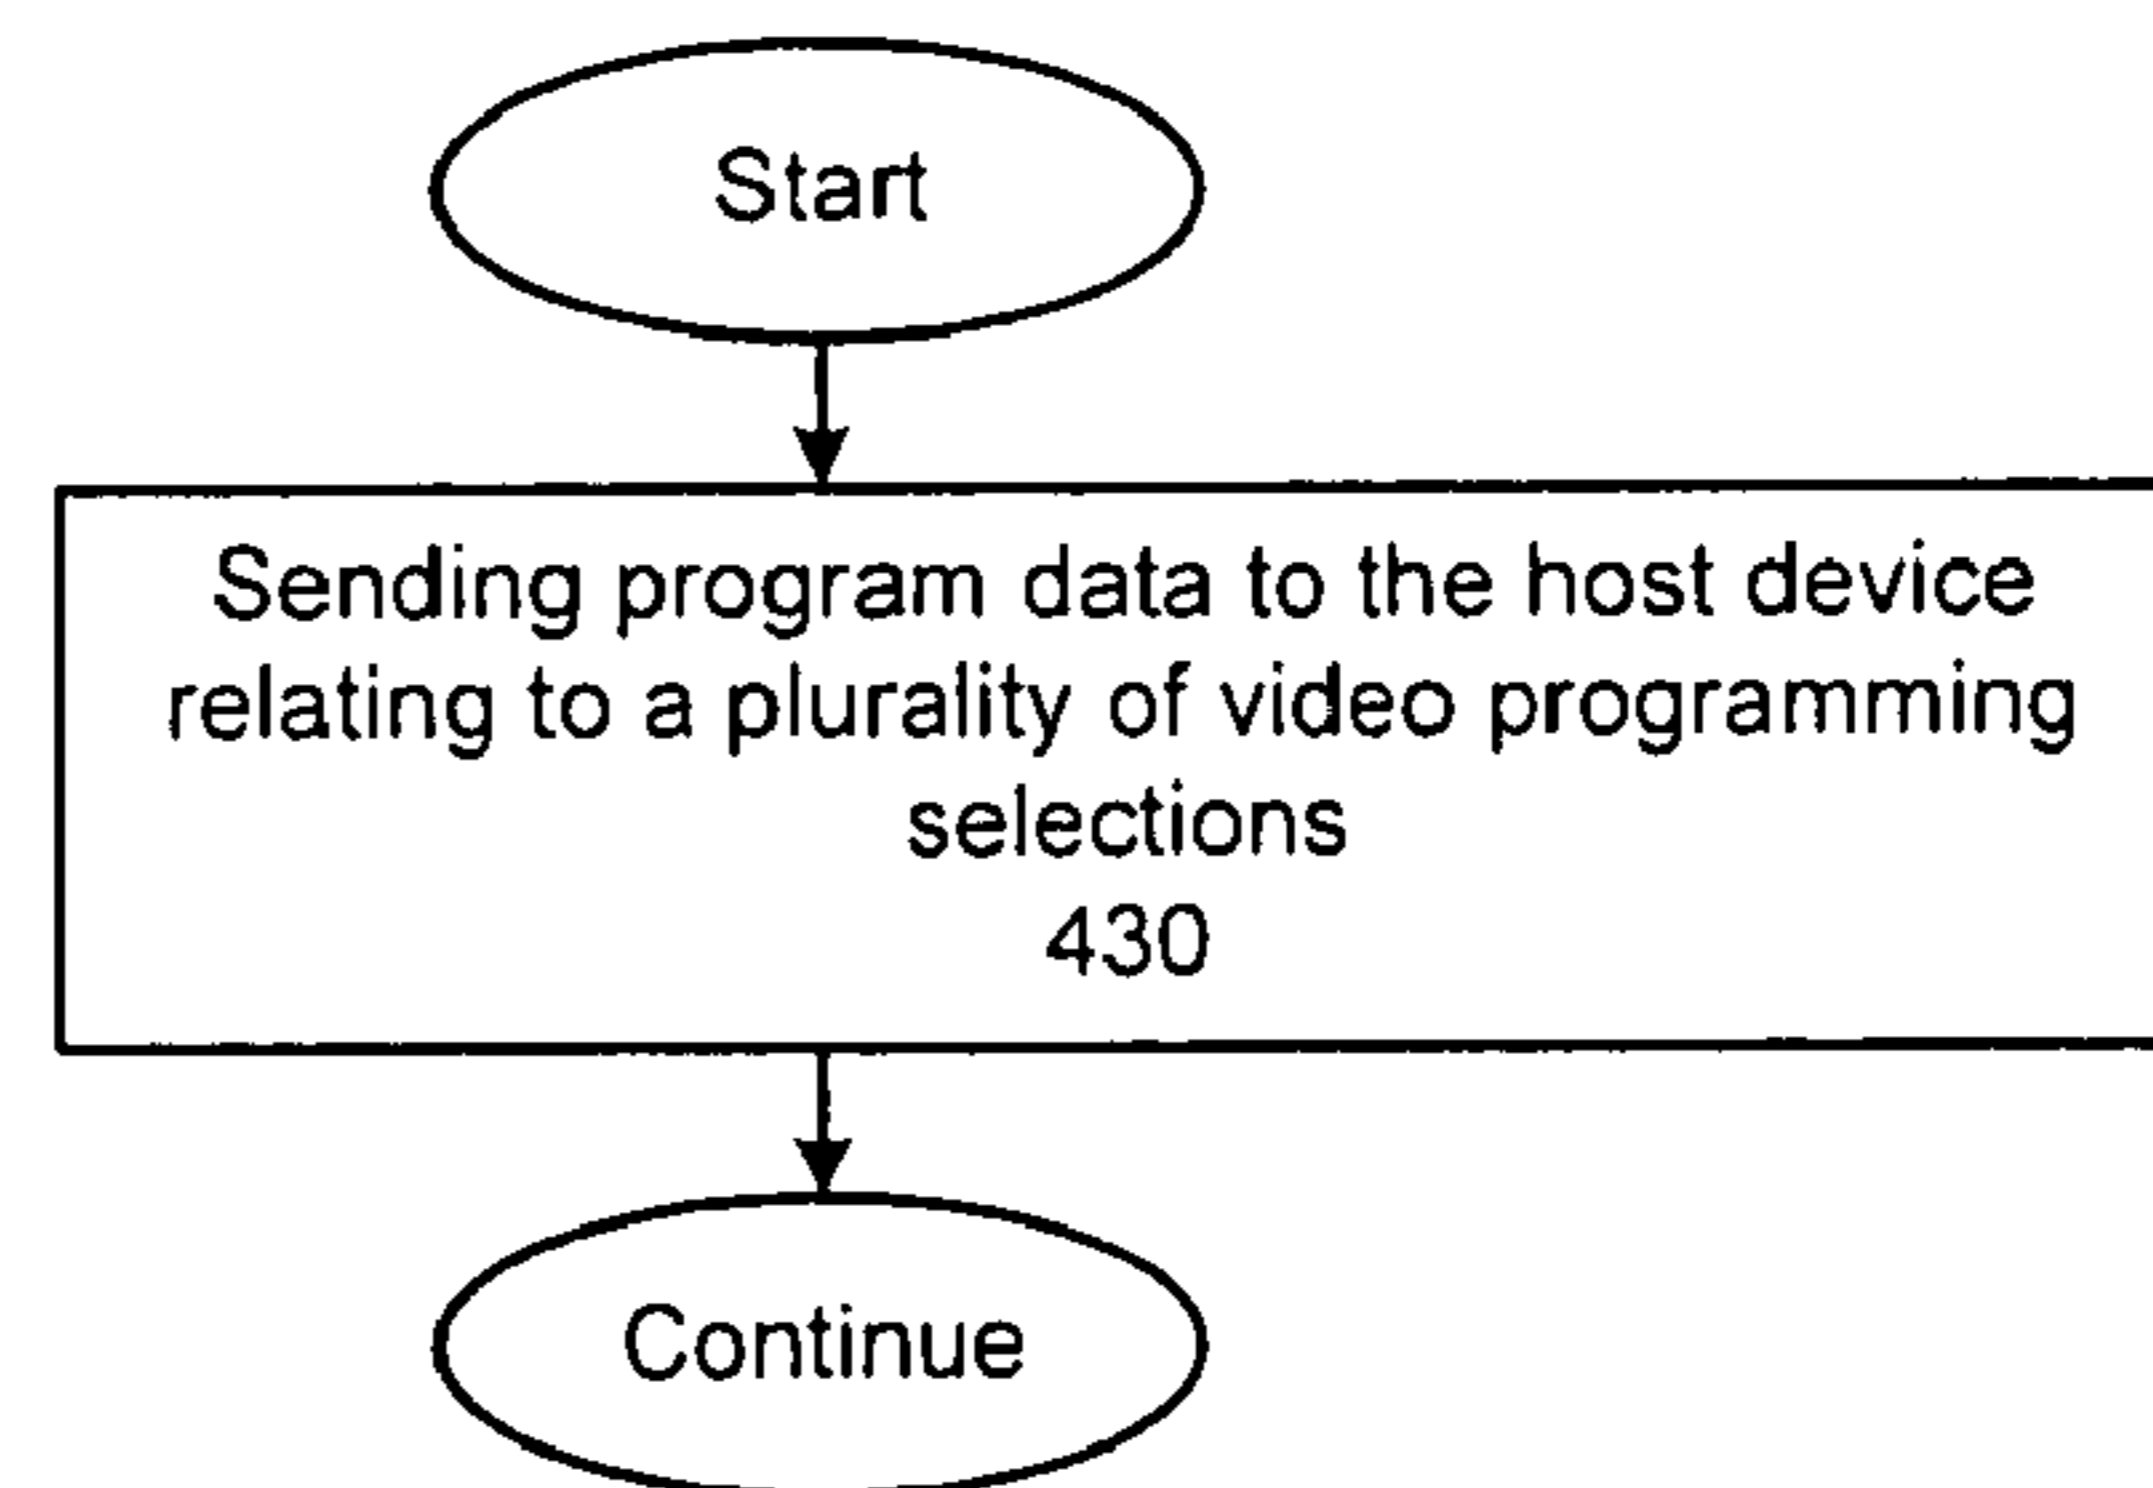 Start
Sending program data to the host device
relating to a plurality of video programming
selections
430
Continue